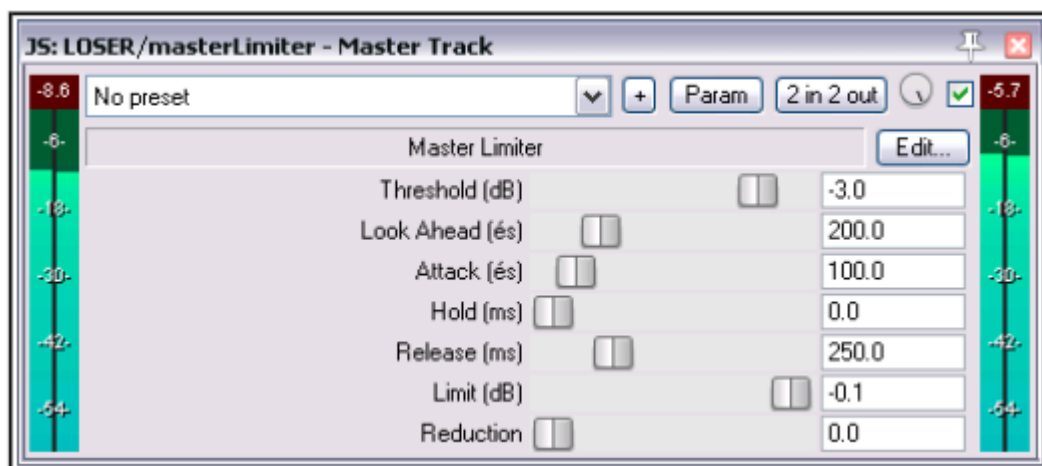 JS: LOSER/masterLimiter - Master Track
-8.6 No preset + Param 2 in 2 out -5.7
-6- Master Limiter Edit... -6-
Threshold (dB) -3.0
-18- -18-
Look Ahead (és) 200.0
-30- Attack (és) 100.0 -30-
Hold (ms) 0.0
-42- Release (ms) 250.0 -42-
Limit (dB) -0.1
-54- -54-
Reduction 0.0